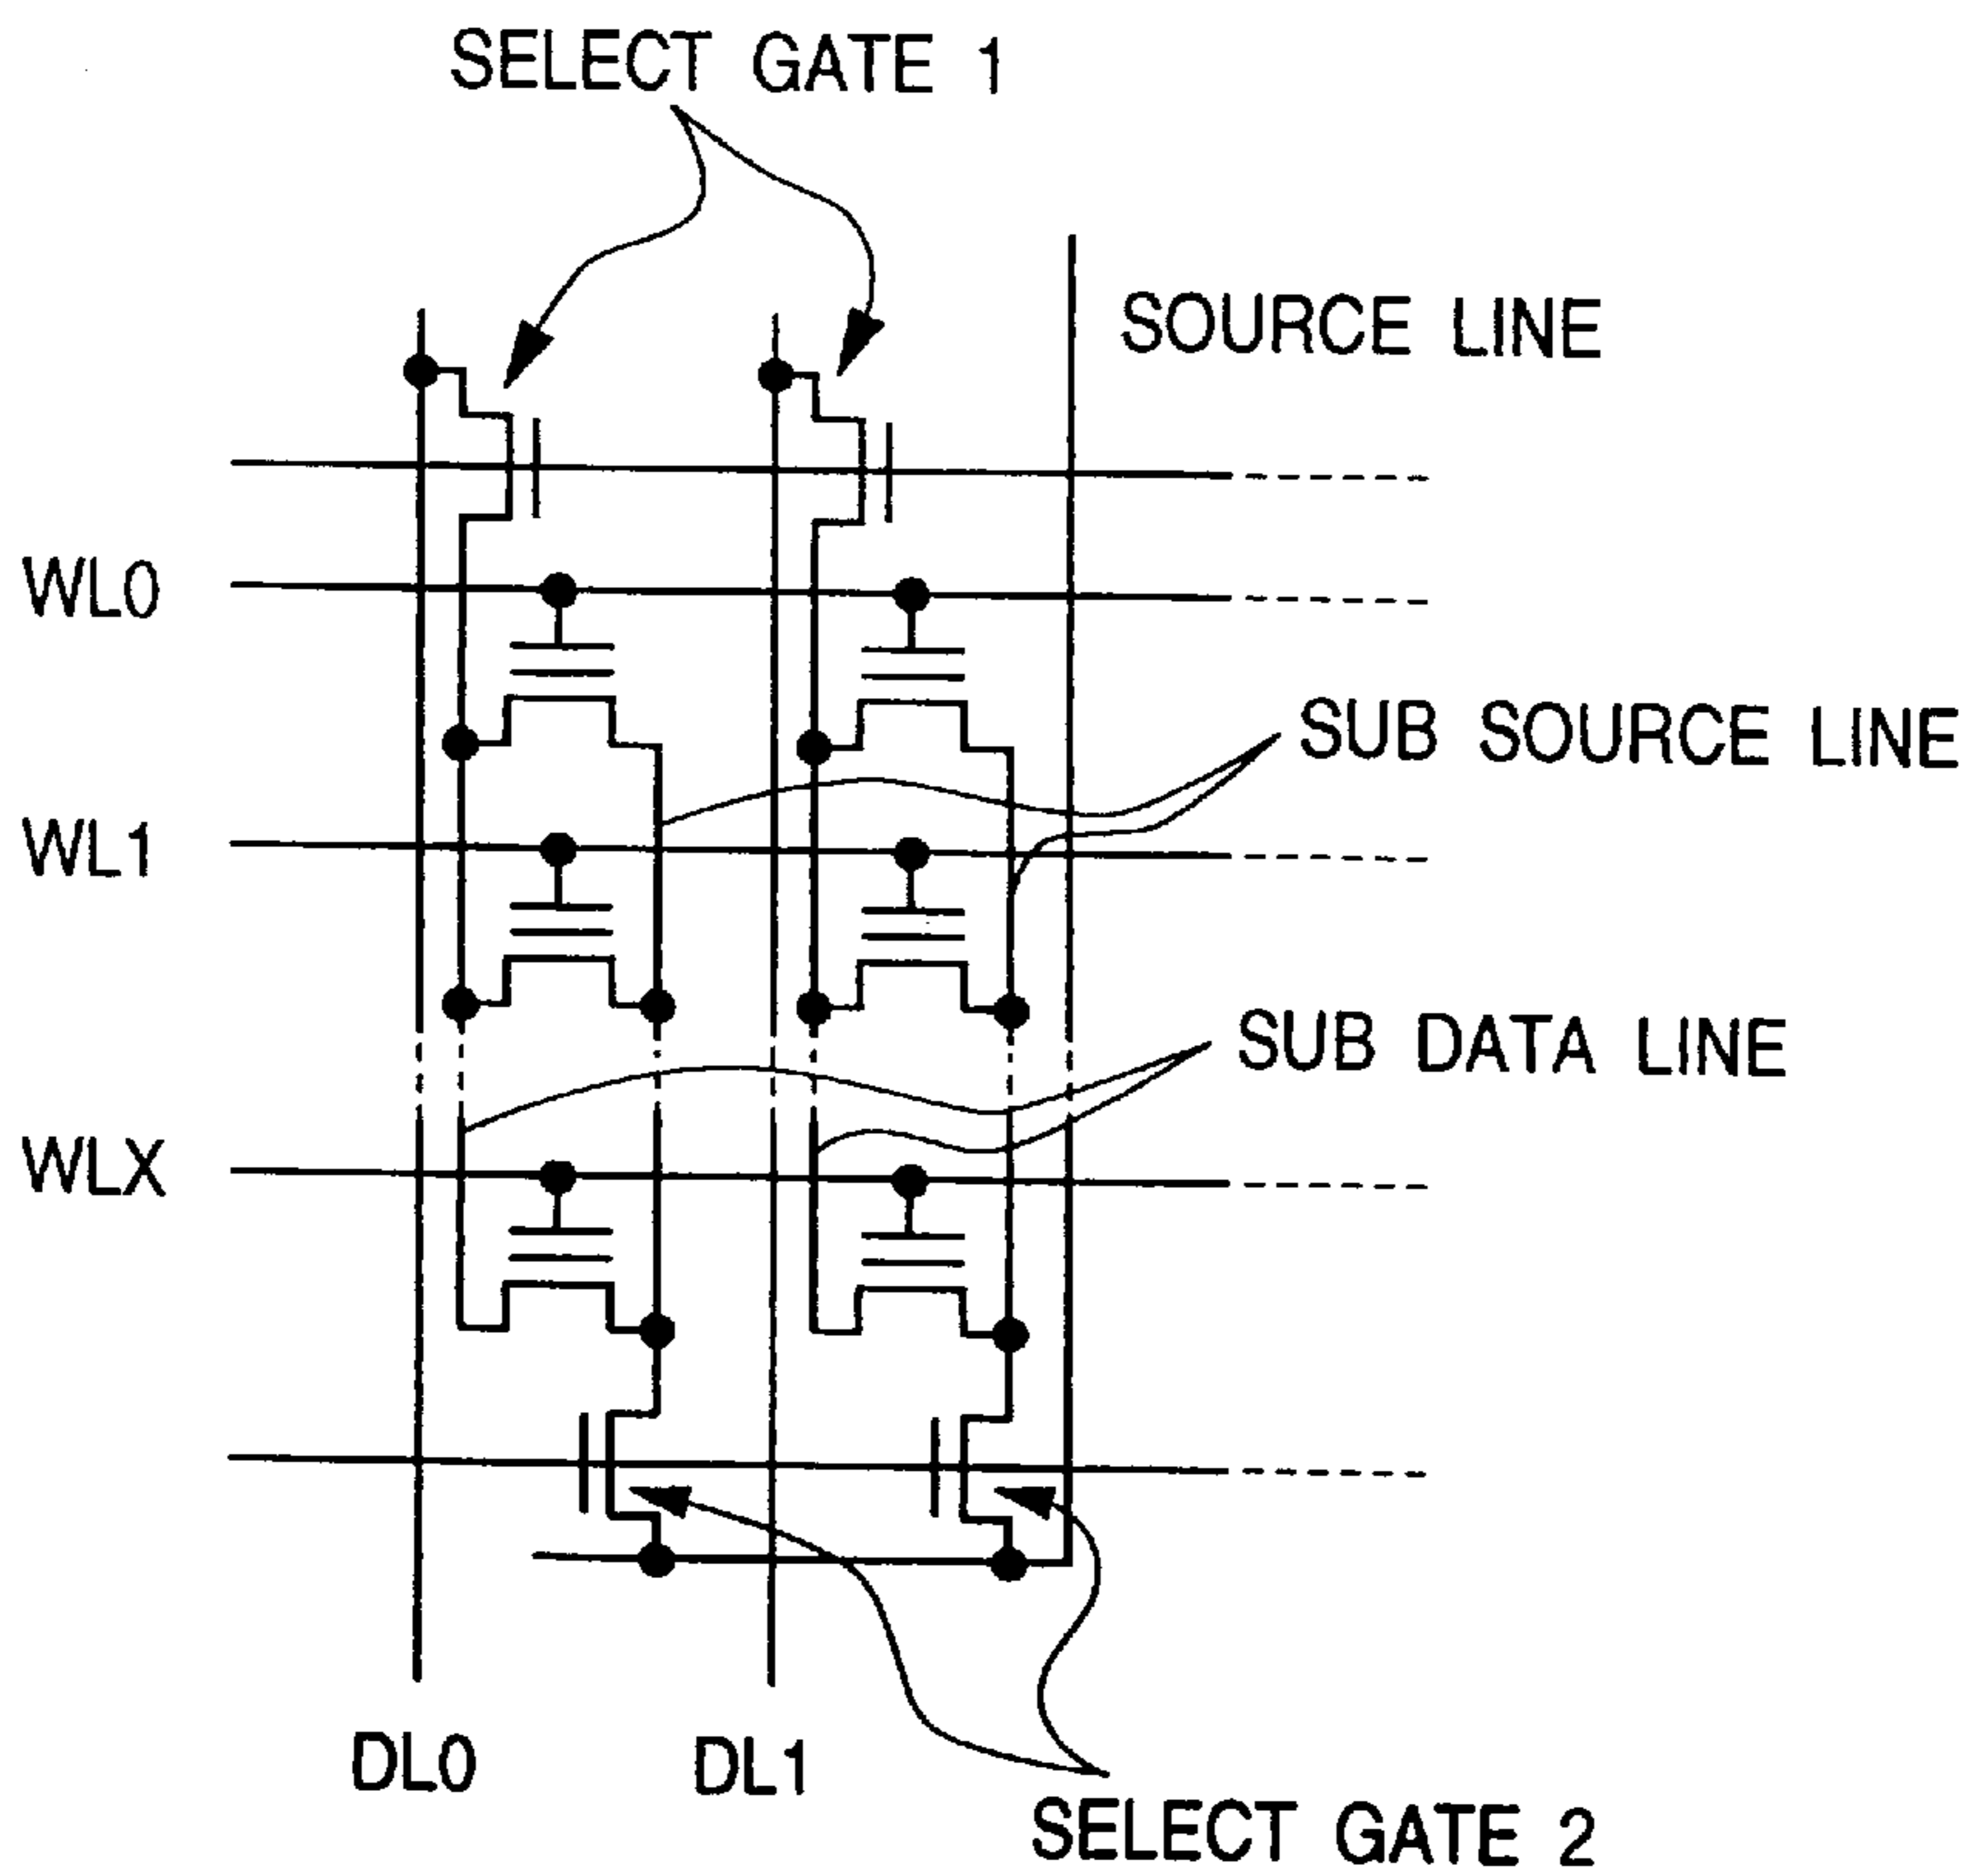 SELECT GATE 1
SOURCE LINE
WL0
SUB SOURCE LINE
WL1
SUB DATA LINE
WLX
DL0
DL1
SELECT GATE 2